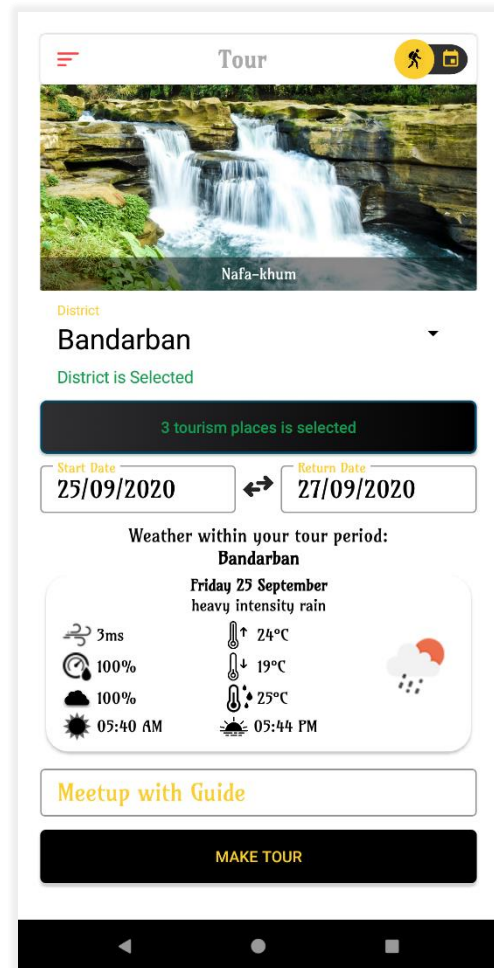 Tour
Nafa-khum
District
Bandarban
District is Selected
3 tourism places is selected
Start Date
25/09/2020
Return Date
27/09/2020
Weather within your tour period:
Bandarban
Friday 25 September
heavy intensity rain
3ms
24°C
100%
19°C
100%
25°C
05:40 AM
05:44 PM
Meetup with Guide
MAKE TOUR